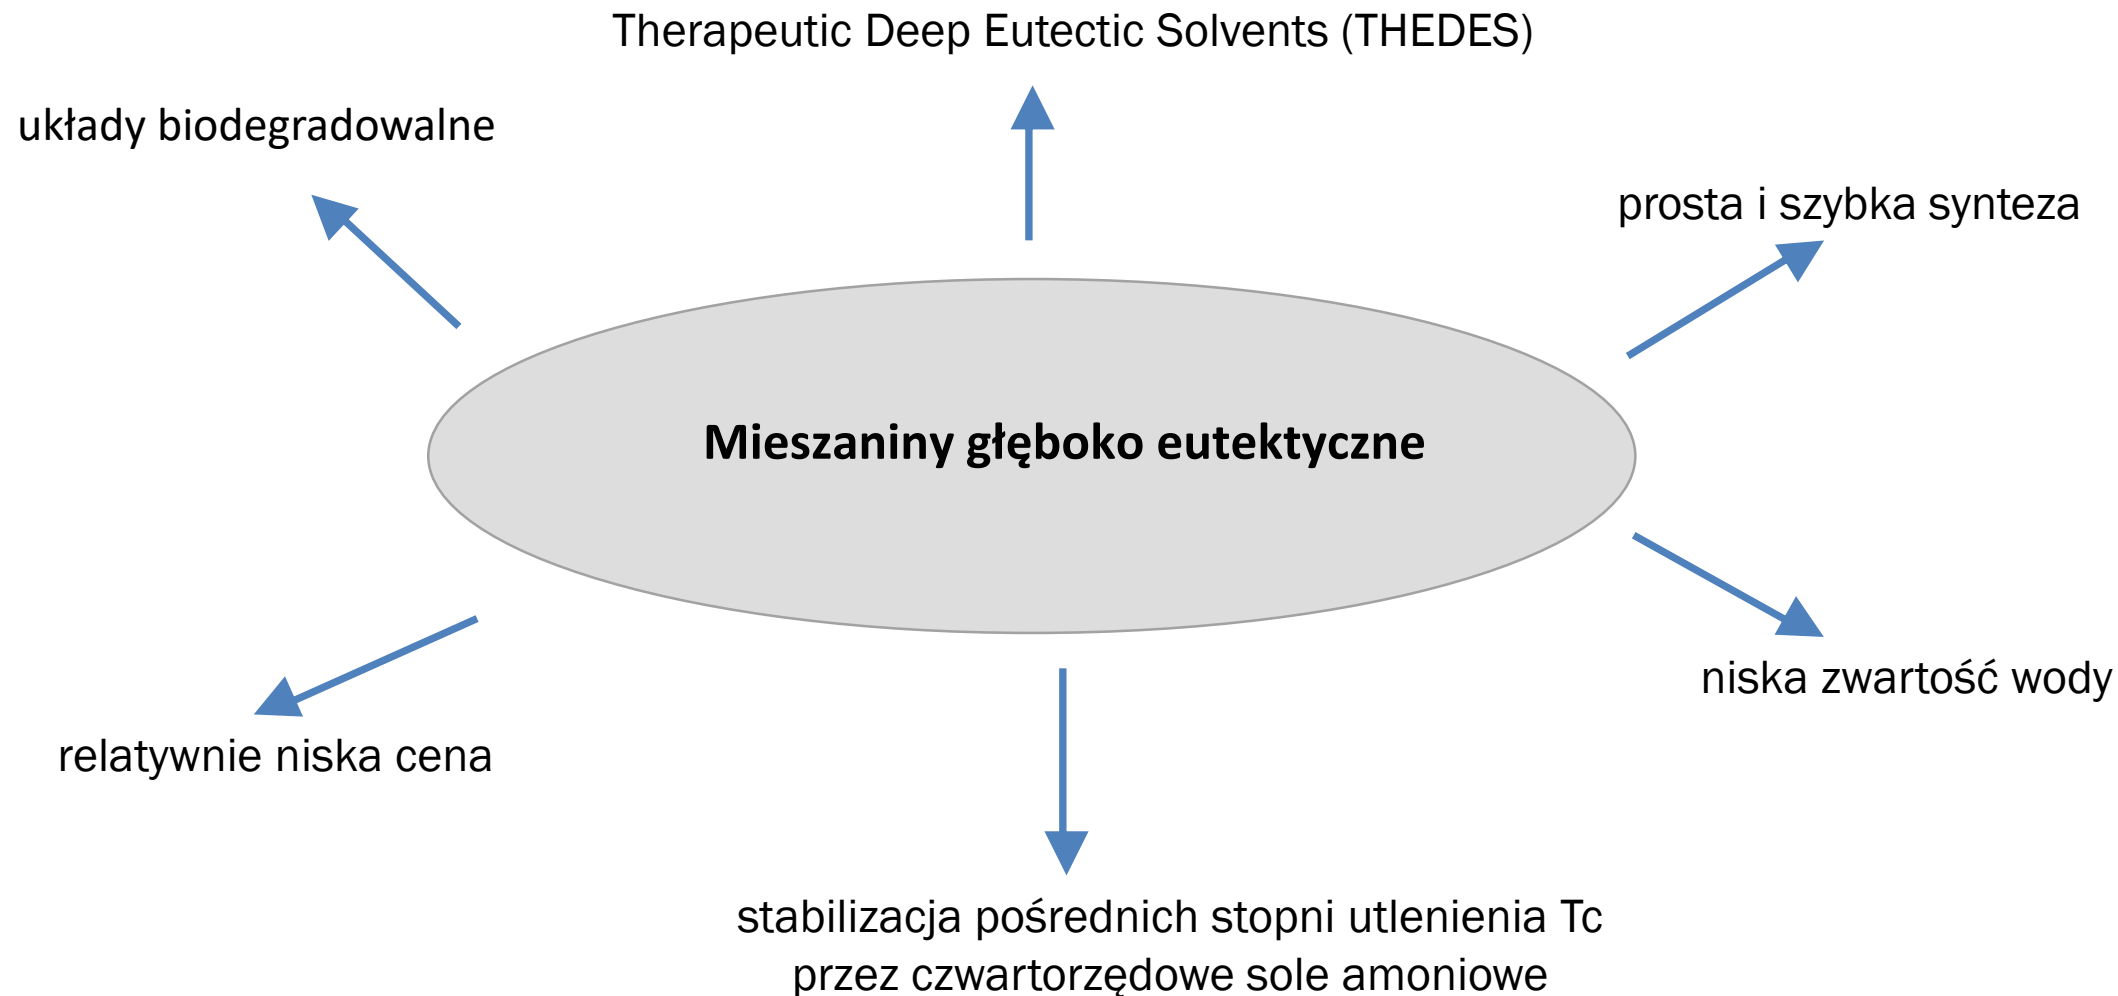 Therapeutic Deep Eutectic Solvents (THEDES)
układy biodegradowalne
prosta i szybka synteza
Mieszaniny głęboko eutektyczne
niska zwartość wody
relatywnie niska cena
stabilizacja pośrednich stopni utlenienia Tc
przez czwartorzędowe sole amoniowe